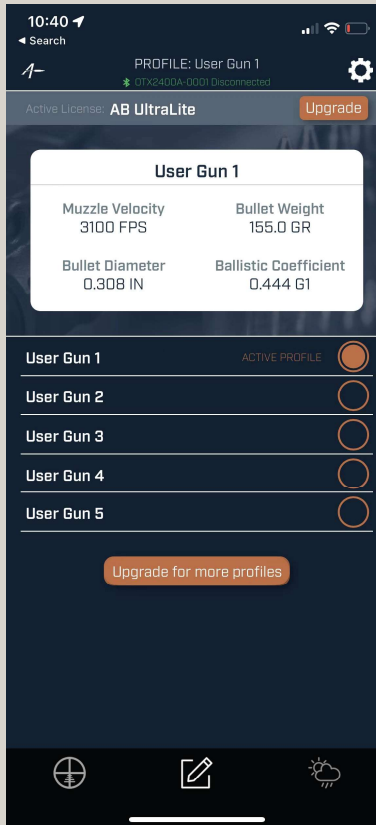 10:40
◀ Search
PROFILE: User Gun 1
OTX2400A-0001 Disconnected
Active License: AB UltraLite
Upgrade
User Gun 1
Muzzle Velocity
Bullet Weight
3100 FPS
155.0 GR
Bullet Diameter
Ballistic Coefficient
0.308 IN
0.444 G1
User Gun 1
ACTIVE PROFILE
User Gun 2
User Gun 3
User Gun 4
User Gun 5
Upgrade for more profiles